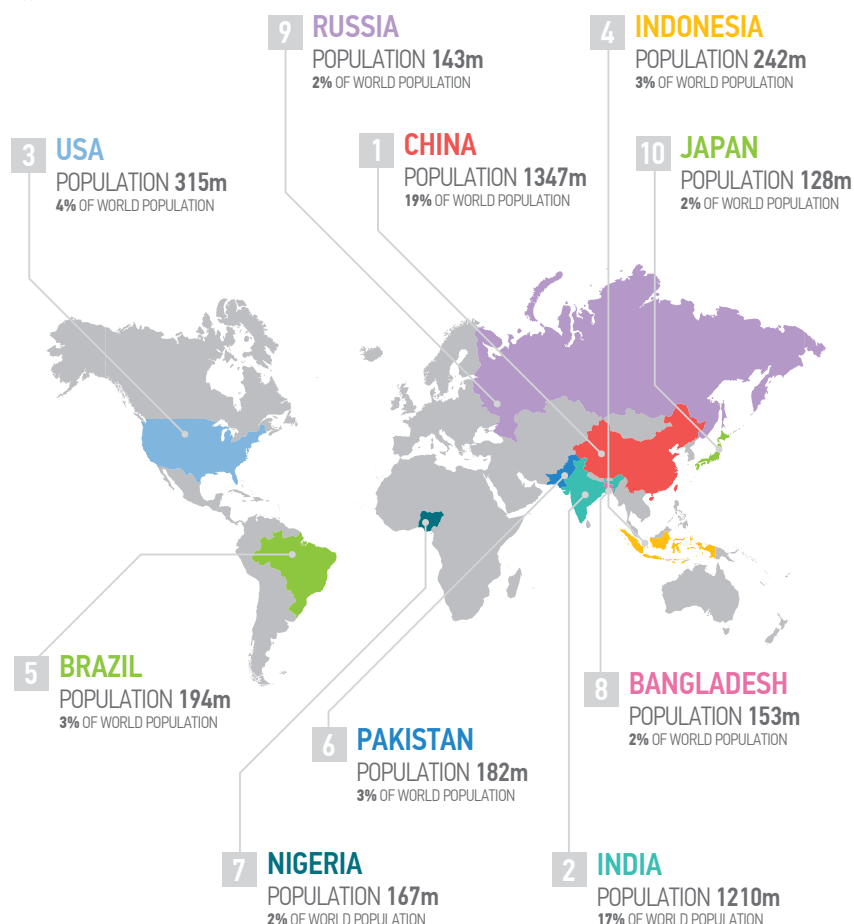 9 RUSSIA
POPULATION 143m
2% OF WORLD POPULATION
4 INDONESIA
POPULATION 242m
3% OF WORLD POPULATION
3 USA
POPULATION 315m
4% OF WORLD POPULATION
1 CHINA
POPULATION 1347m
19% OF WORLD POPULATION
10 JAPAN
POPULATION 128m
2% OF WORLD POPULATION
5 BRAZIL
POPULATION 194m
3% OF WORLD POPULATION
8 BANGLADESH
POPULATION 153m
2% OF WORLD POPULATION
6 PAKISTAN
POPULATION 182m
3% OF WORLD POPULATION
7 NIGERIA
POPULATION 167m
2% OF WORLD POPULATION
2 INDIA
POPULATION 1210m
17% OF WORLD POPULATION